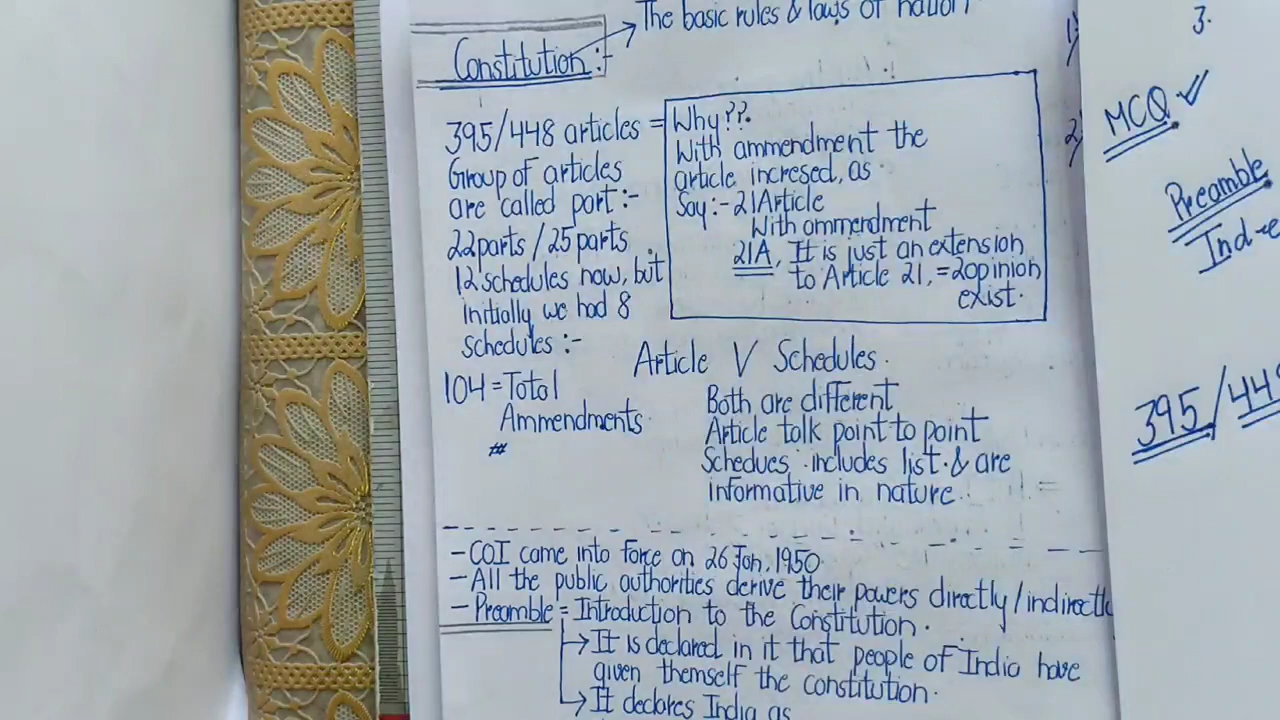 The basic rules & laws of nation
Constitution :-
395/448 articles =
Group of articles
are called part :-
22 parts / 25 parts
12 schedules now, but
initially we had 8
schedules :-
104 = Total
Ammendments.
#
Why??
With ammendment the
article incresed, as
Say :- 21 Article
With ammendment
21A, It is just an extension
to Article 21, = 2 opinion
exist.
Article V Schedules.
Both are different
Article talk point to point
Schedues includes list & are
informative in nature.
- COI came into force on 26 Jan, 1950
- All the public authorities derive their powers directly/indirectly
- Preamble = Introduction to the Constitution.
→ It is declared in it that people of India have
given themself the constitution.
→ It declares India as
1)
2)
3.
MCQ ✓
Preamble
Ind-e
395/448